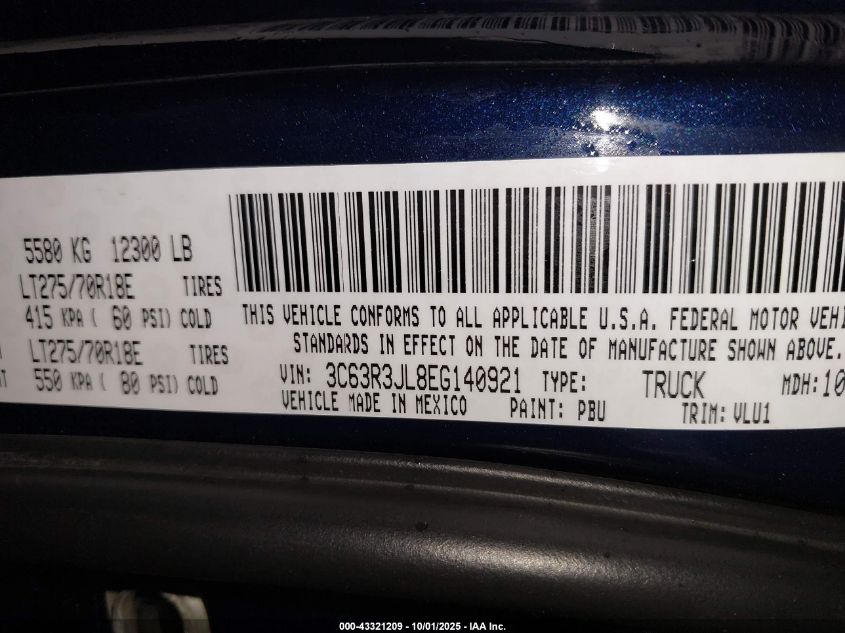 5580 KG 12300 LB
LT275/70R18E TIRES
415 KPA ( 60 PSI) COLD
LT275/70R18E TIRES
550 KPA ( 80 PSI) COLD
THIS VEHICLE CONFORMS TO ALL APPLICABLE U.S.A. FEDERAL MOTOR VEHI
STANDARDS IN EFFECT ON THE DATE OF MANUFACTURE SHOWN ABOVE.
VIN: 3C63R3JL8EG140921 TYPE: TRUCK MDH: 10
VEHICLE MADE IN MEXICO PAINT: PBU TRIM: VLU1
000-43321209 - 10/01/2025 - IAA Inc.